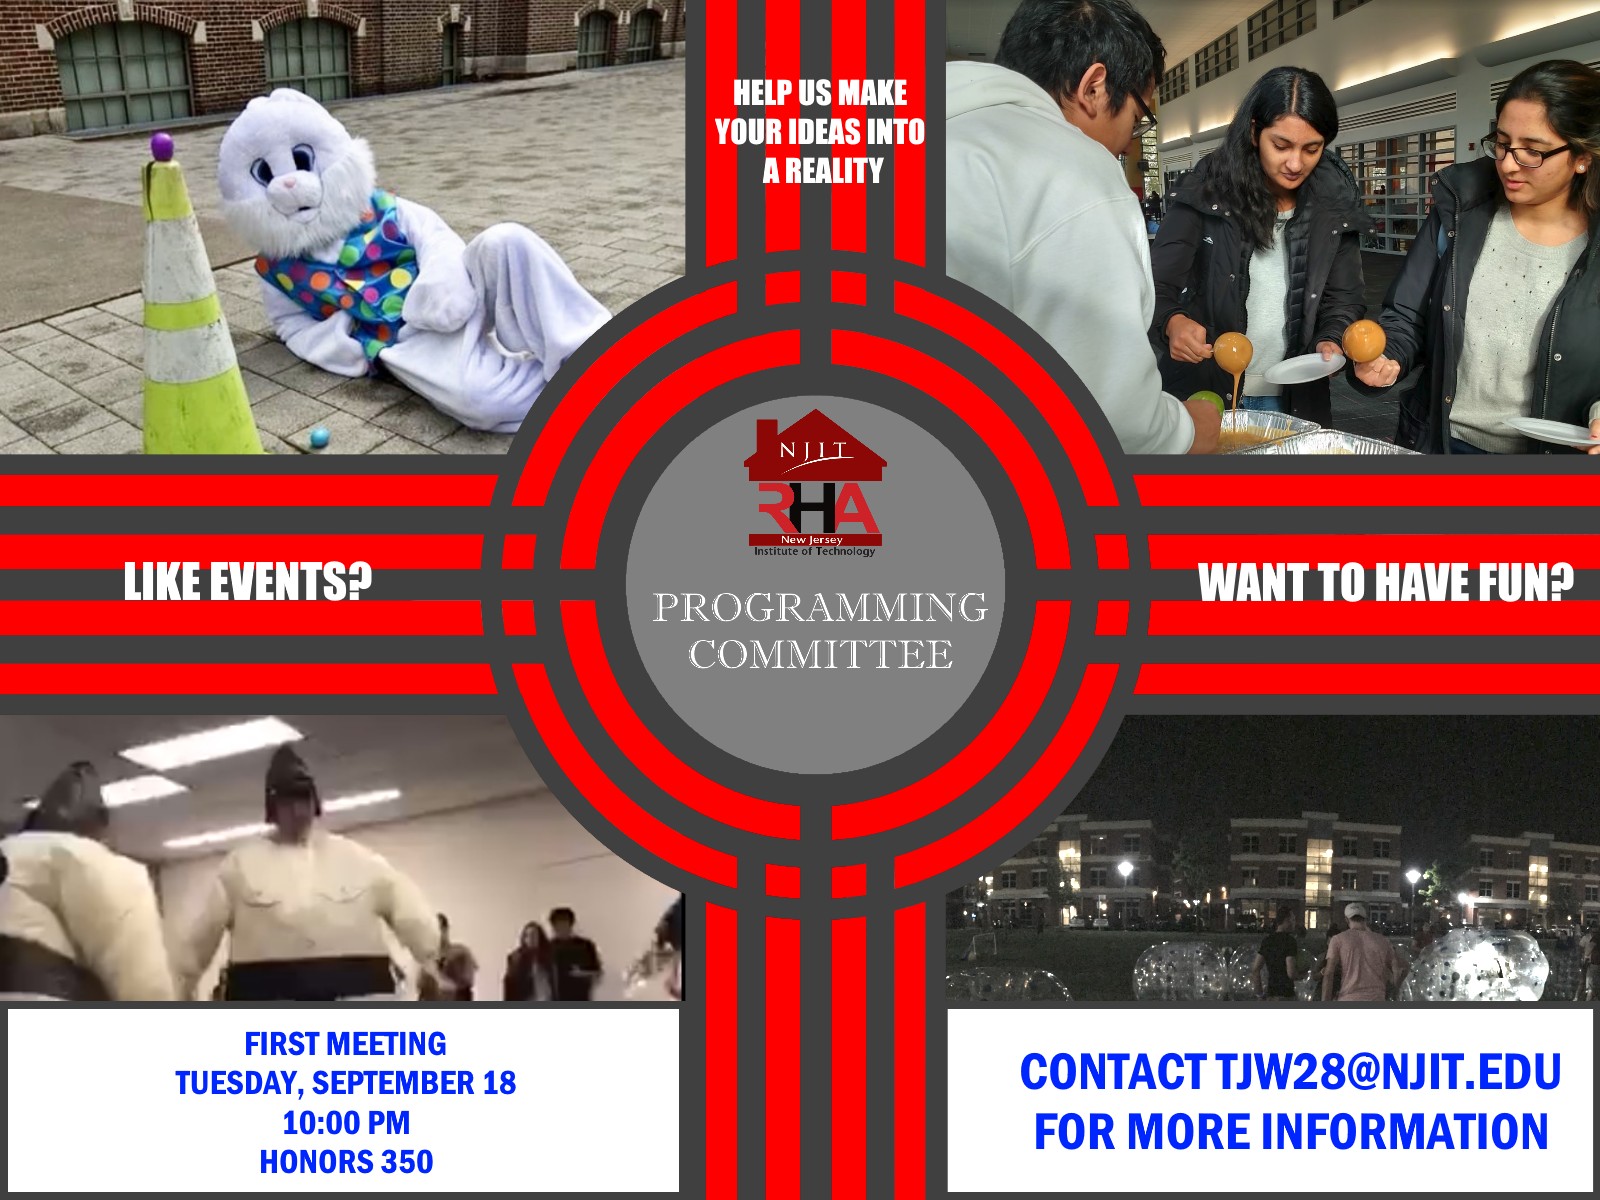 HELP US MAKE
YOUR IDEAS INTO
A REALITY
NJIT
RHA
New Jersey
Institute of Technology
PROGRAMMING
COMMITTEE
LIKE EVENTS?
WANT TO HAVE FUN?
FIRST MEETING
TUESDAY, SEPTEMBER 18
10:00 PM
HONORS 350
CONTACT TJW28@NJIT.EDU
FOR MORE INFORMATION